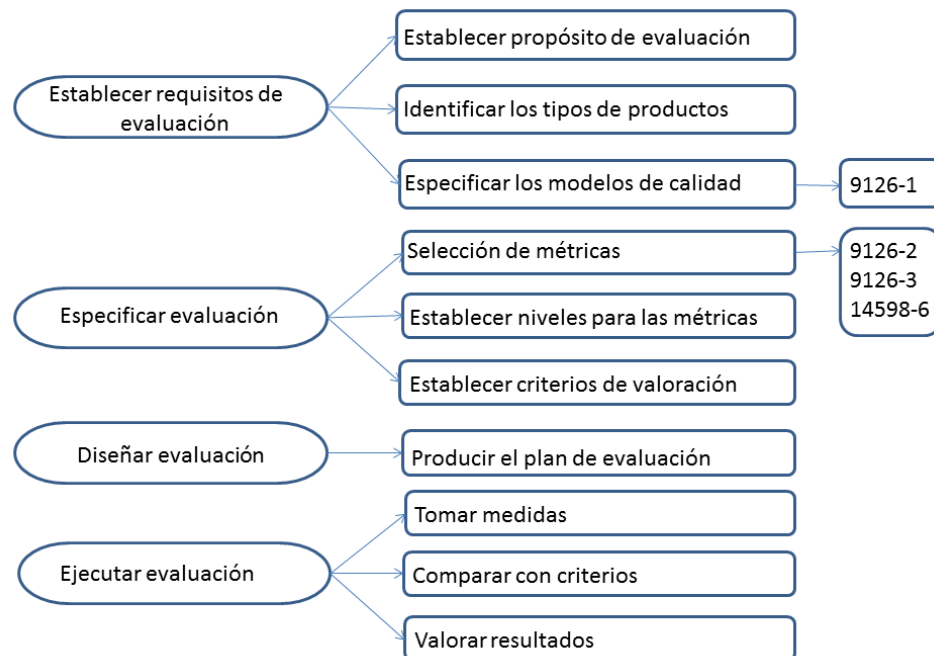 Establecer requisitos de
evaluación
Establecer propósito de evaluación
Identificar los tipos de productos
Especificar los modelos de calidad
9126-1
Especificar evaluación
Selección de métricas
9126-2
9126-3
14598-6
Establecer niveles para las métricas
Establecer criterios de valoración
Diseñar evaluación
Producir el plan de evaluación
Ejecutar evaluación
Tomar medidas
Comparar con criterios
Valorar resultados